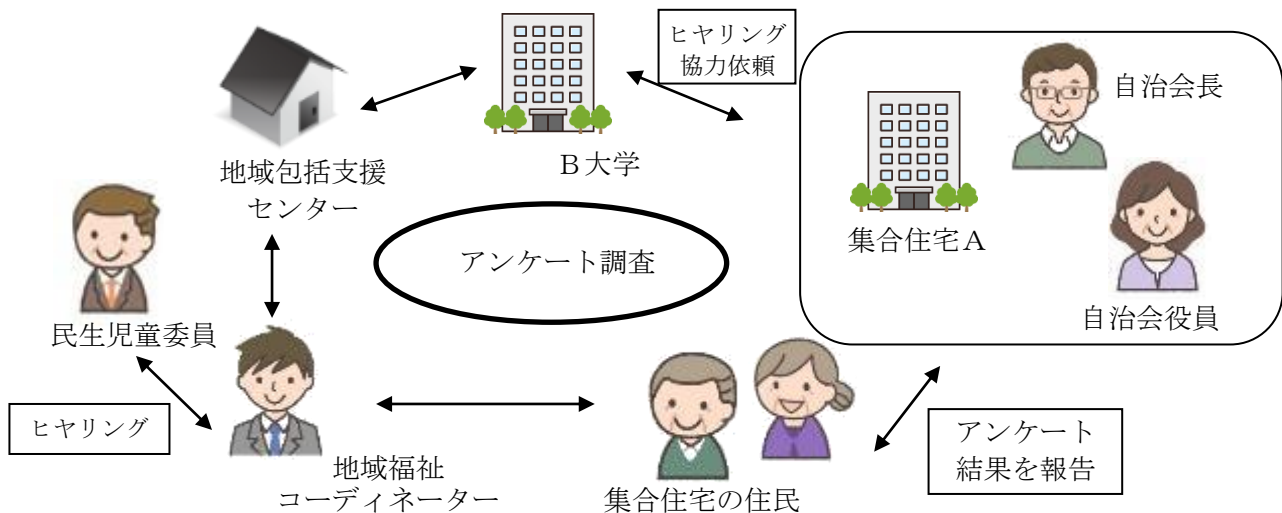 ヒヤリング
協力依頼
自治会長
B大学
地域包括支援
センター
集合住宅A
アンケート調査
自治会役員
民生児童委員
ヒヤリング
アンケート
結果を報告
地域福祉
コーディネーター
集合住宅の住民